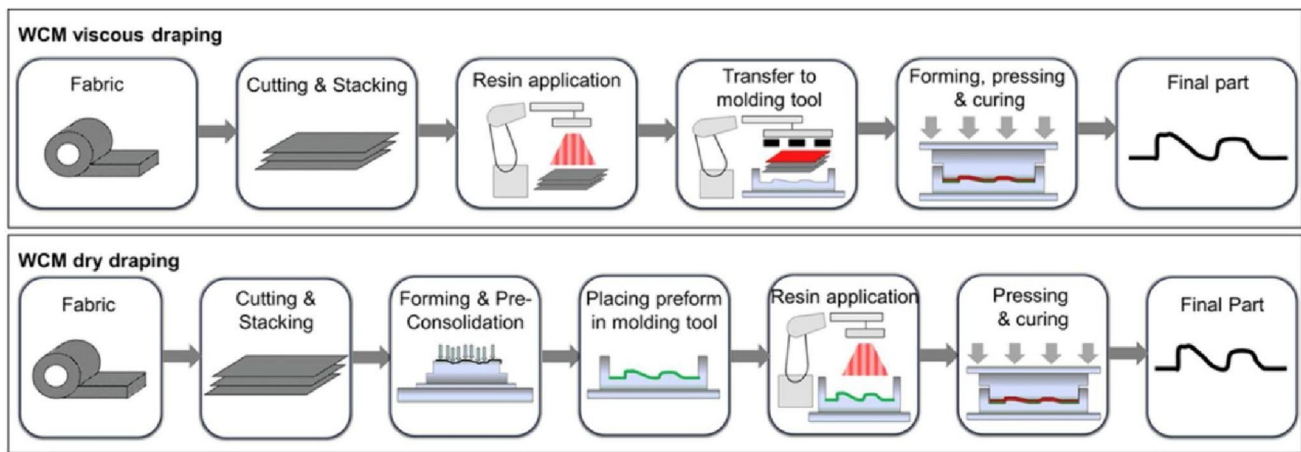 WCM viscous draping
Fabric
Cutting & Stacking
Resin application
Transfer to
molding tool
Forming, pressing
& curing
Final part
WCM dry draping
Fabric
Cutting &
Stacking
Forming & Pre-
Consolidation
Placing preform
in molding tool
Resin application
Pressing
& curing
Final Part